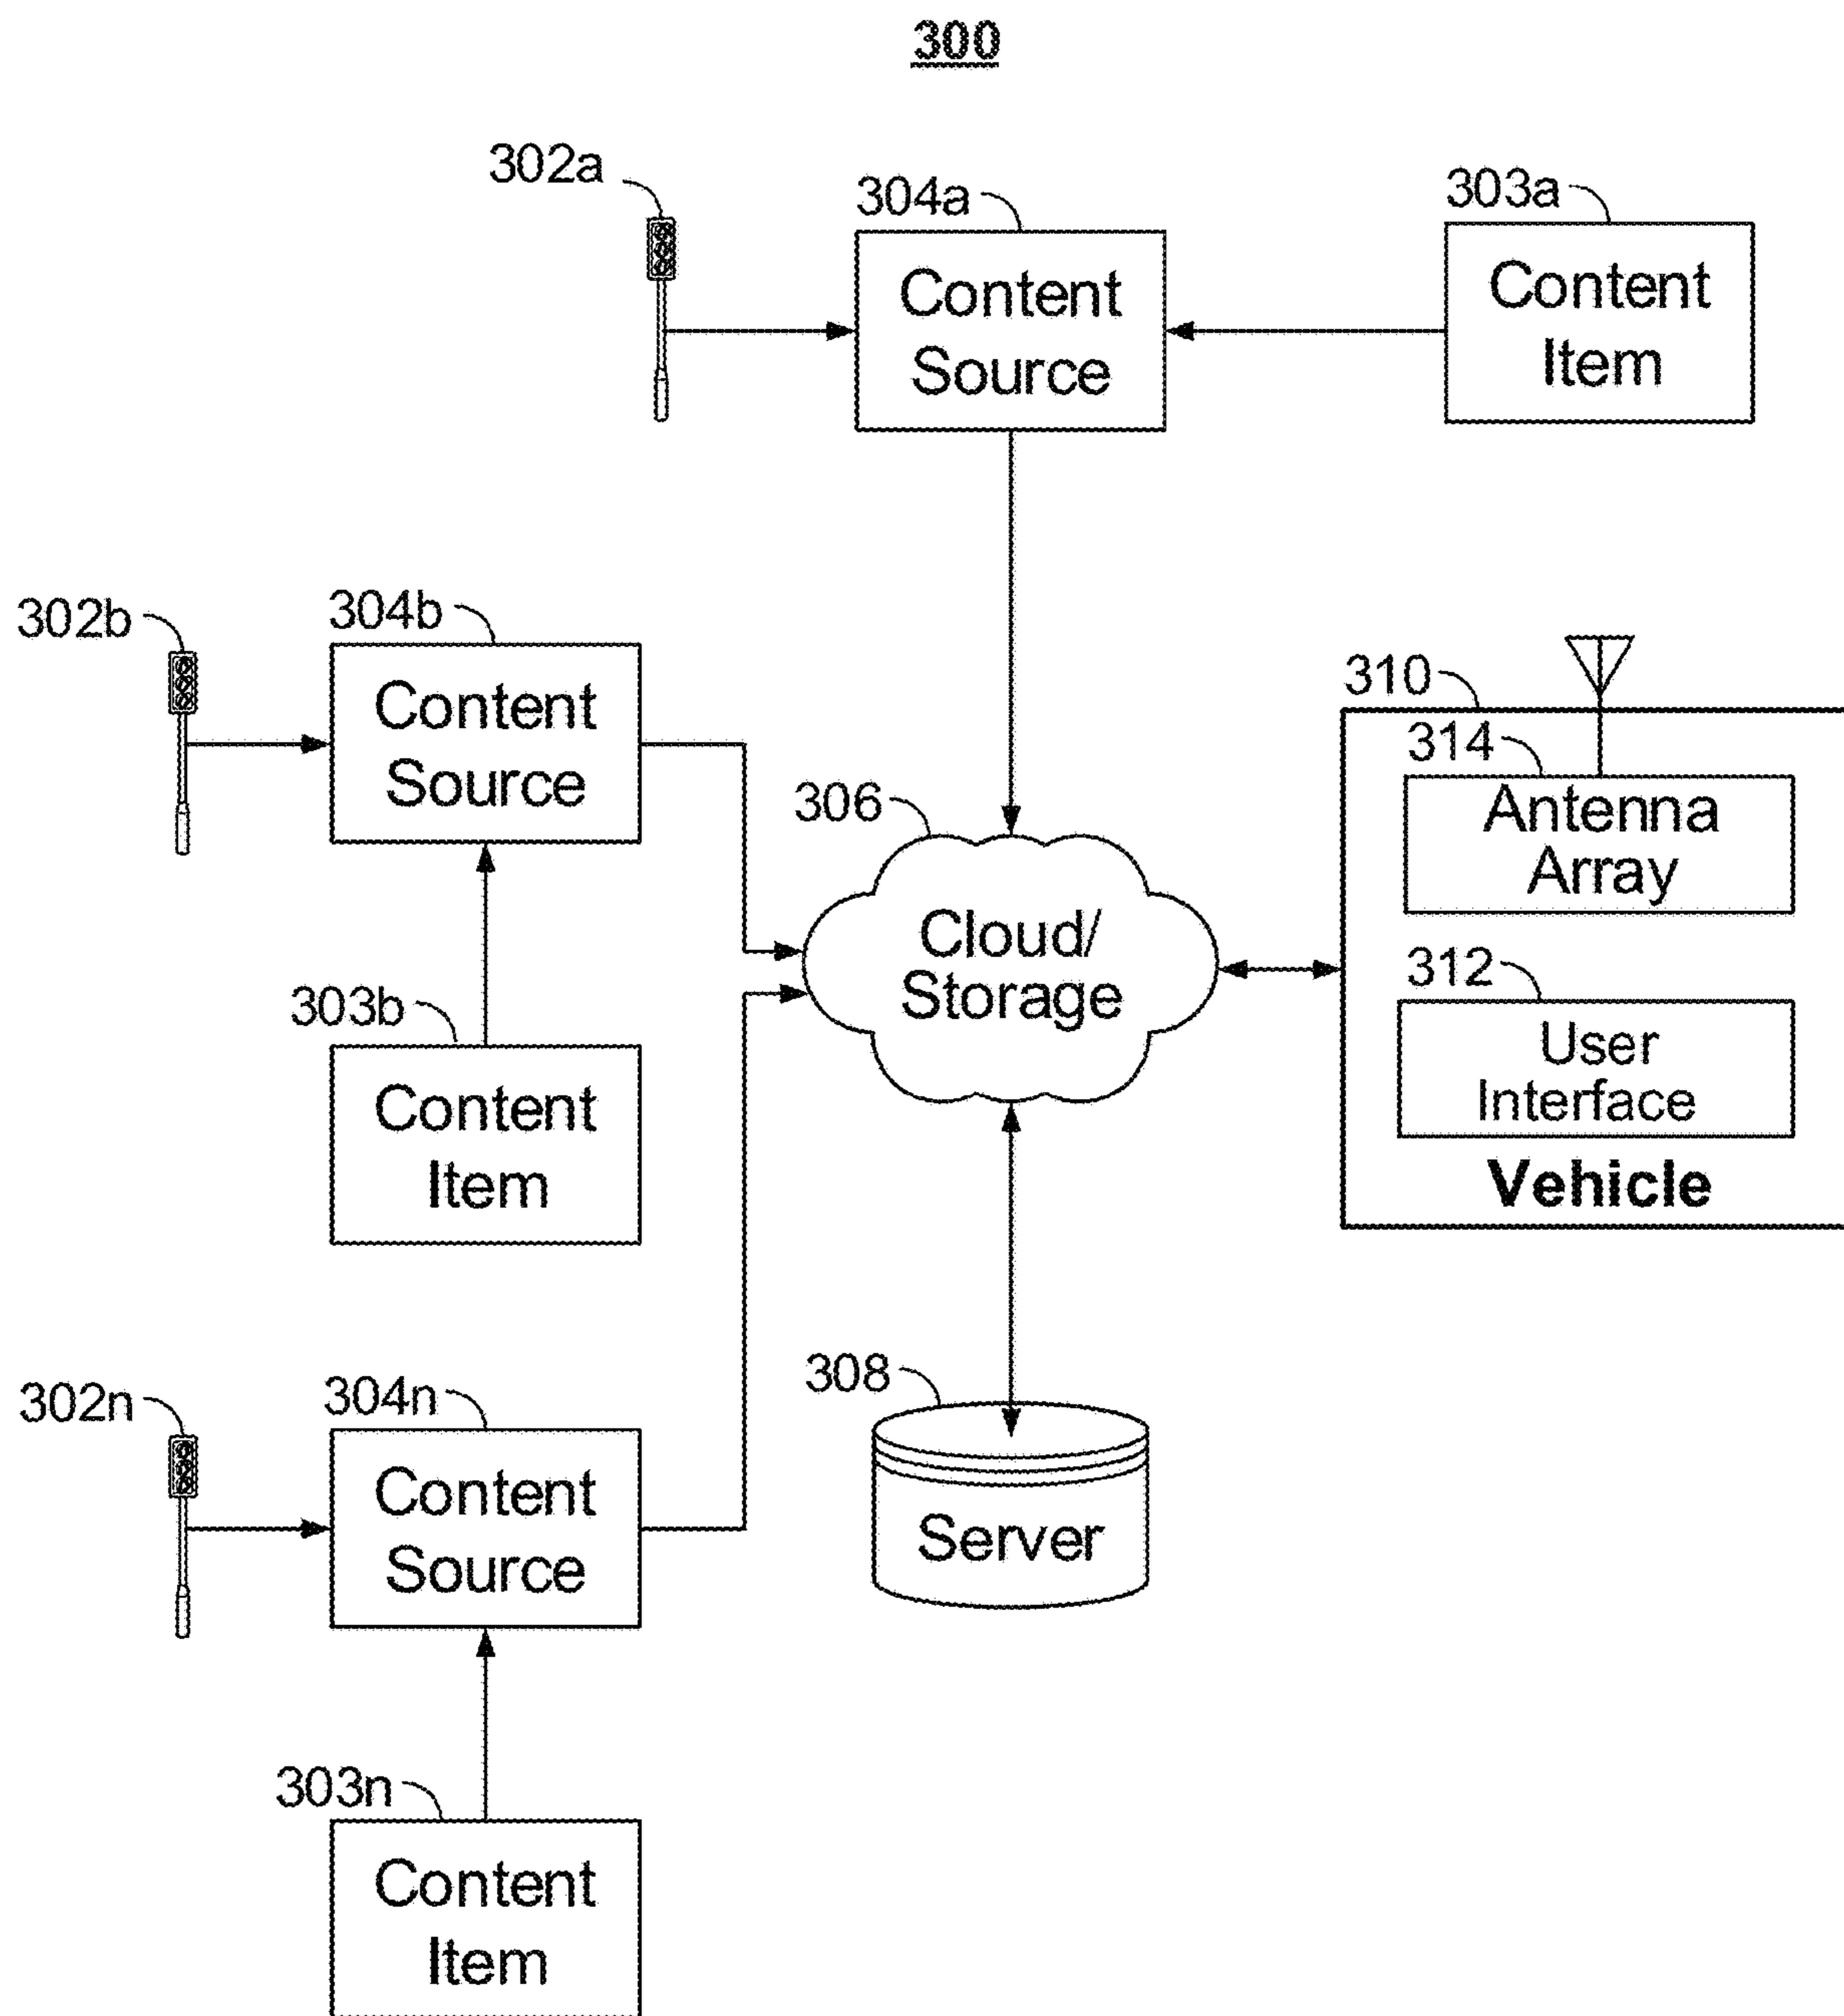 300
302a
304a
303a
Content
Source
Content
Item
302b
304b
Content
Source
310
314
Antenna
Array
306
Cloud/
Storage
312
User
Interface
Vehicle
303b
Content
Item
308
Server
302n
304n
Content
Source
303n
Content
Item